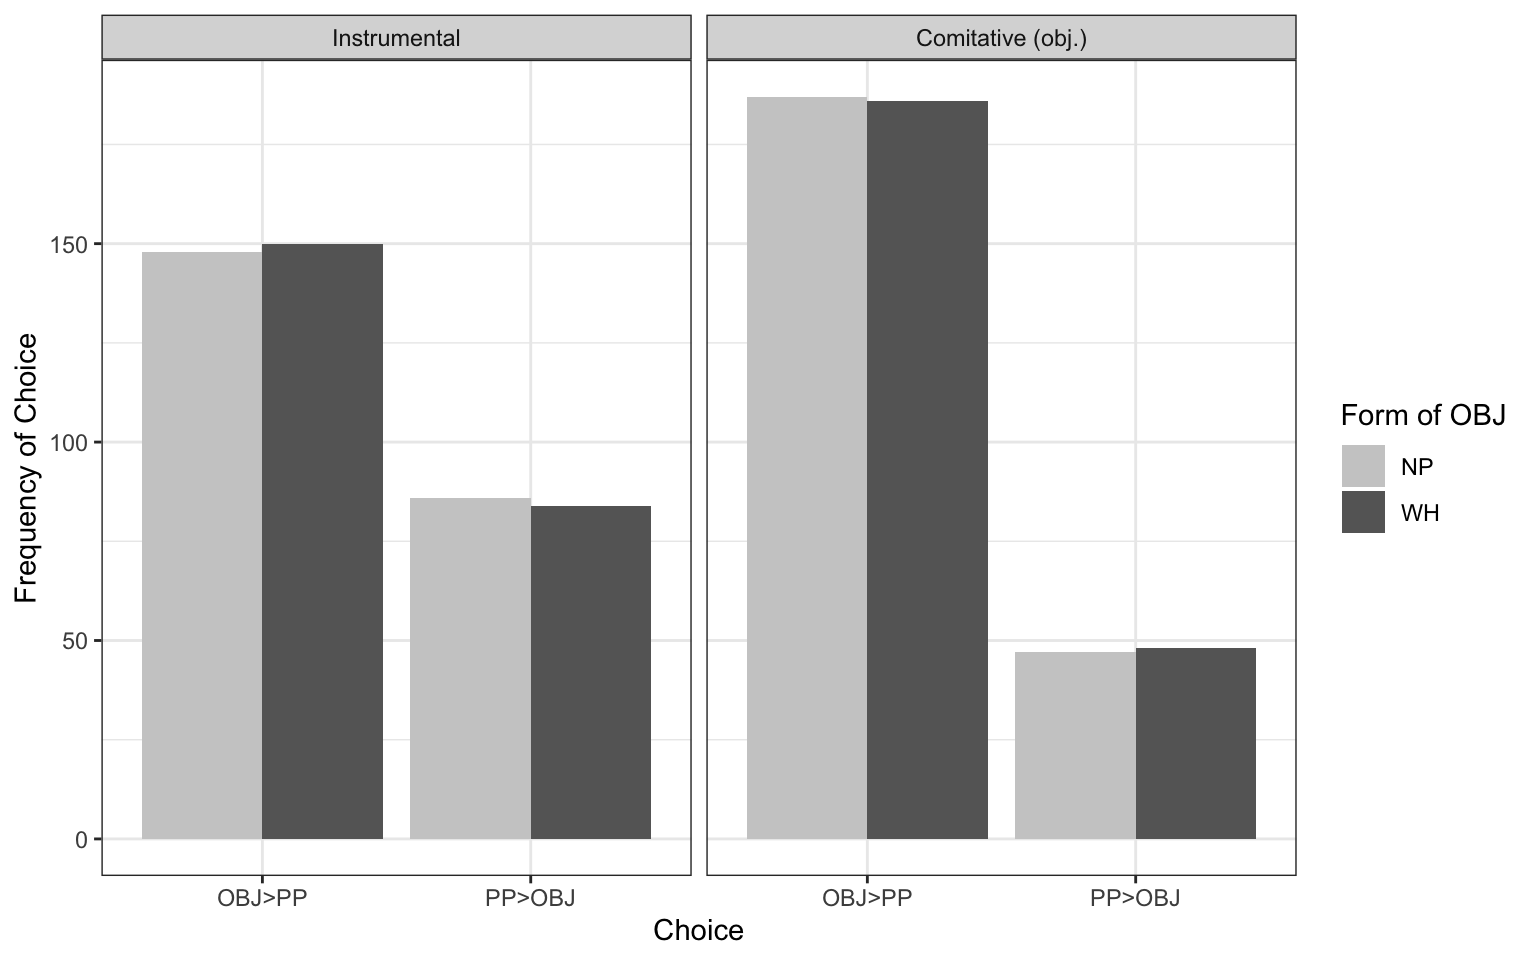 Instrumental
Comitative (obj.)
Frequency of Choice
150
100
50
0
OBJ>PP
PP>OBJ
OBJ>PP
PP>OBJ
Choice
Form of OBJ
NP
WH